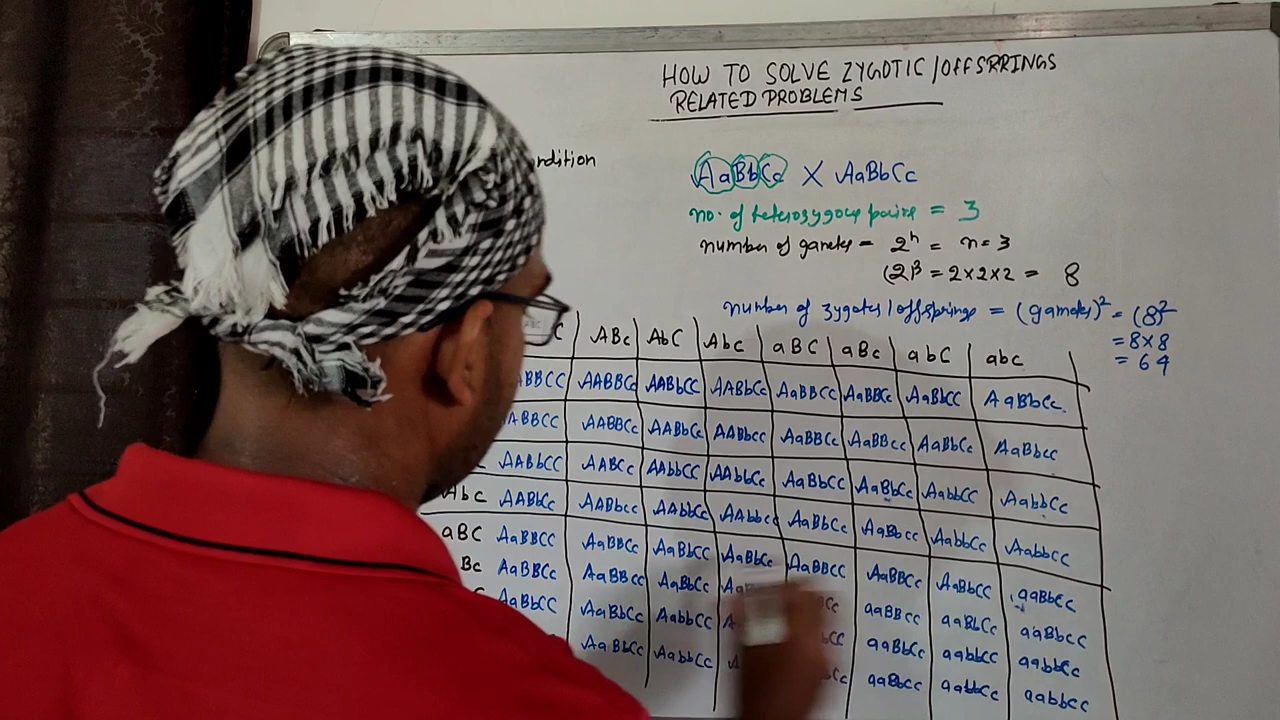 HOW TO SOLVE ZYGOTIC/OFFSRRINGS
RELATED PROBLEMS
ndition
AaBbCc X AaBbCc
no. of heterozygous pairs = 3
number of gametes = 2ⁿ = n = 3
(2)³ = 2×2×2 = 8
number of zygotes/offsprings = (gametes)² = (8)²
= 8×8
= 64
C ABc AbC Abc aBC aBc abC abc
ABBCC AABBCc AABbCC AABbCc AaBBCC AaBBCc AaBbCC AaBbCc
ABBCC AABBCc AABbCc AABbcc AaBBCc AaBBcc AaBbCc AaBbcc
AABbCC AABCc AAbbCC AAbbCc AaBbCC AaBbCc AabbCC AabbCc
Abc AABbCc AABbcc AAbbCc AAbbcc AaBbCc AaBbcc AabbCc Aabbcc
aBC AaBBCC AaBBCc AaBbCC AaBbCc AaBBCC AaBBCc AaBbCC aaBbCc
Bc AaBBCc AaBBcc AaBbCc aaBBcc aaBbCc aaBbcc
AaBbCC AaBbCc AabbCC aaBbCc aabbCC aabbCc
AaBbCc AabbCC aaBbcc aabbCc aabbcc